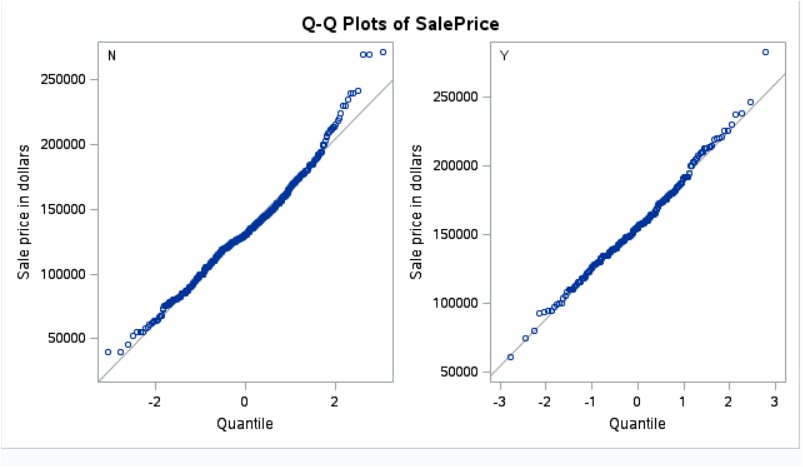 Q-Q Plots of SalePrice
N
Sale price in dollars
250000
200000
150000
100000
50000
-2 0 2
Quantile
Y
Sale price in dollars
250000
200000
150000
100000
50000
-3 -2 -1 0 1 2 3
Quantile